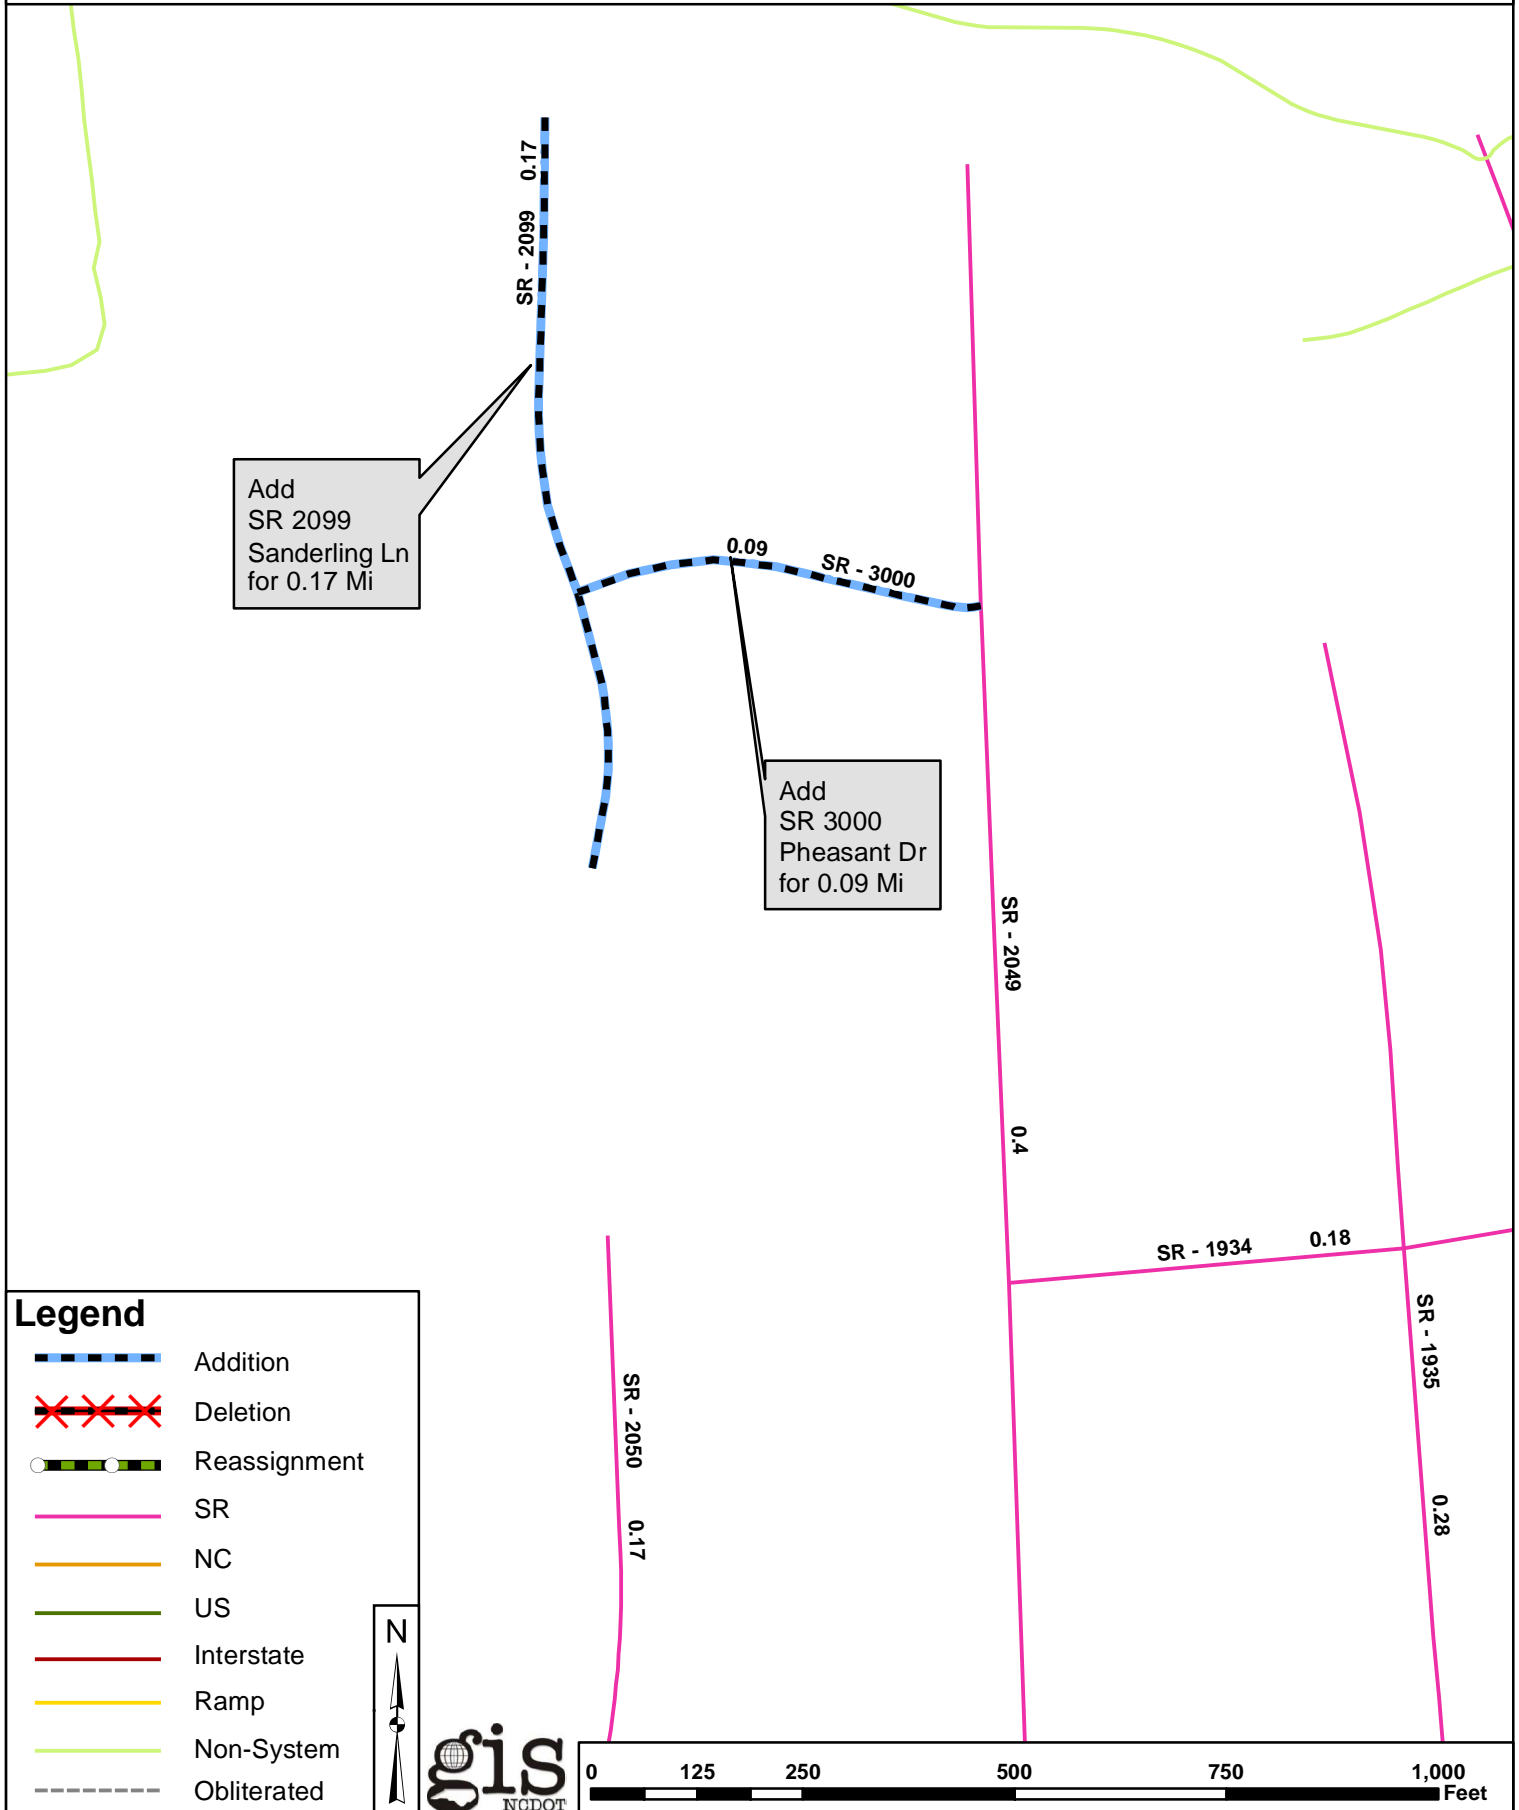 SR - 2099 0.17
Add
SR 2099
Sanderling Ln
for 0.17 Mi
0.09 SR - 3000
Add
SR 3000
Pheasant Dr
for 0.09 Mi
SR - 2049 0.4
SR - 1934 0.18
SR - 1935 0.28
SR - 2050 0.17
Legend
Addition
Deletion
Reassignment
SR
NC
US
Interstate
Ramp
Non-System
Obliterated
N
gis
NCDOT
0 125 250 500 750 1,000
Feet